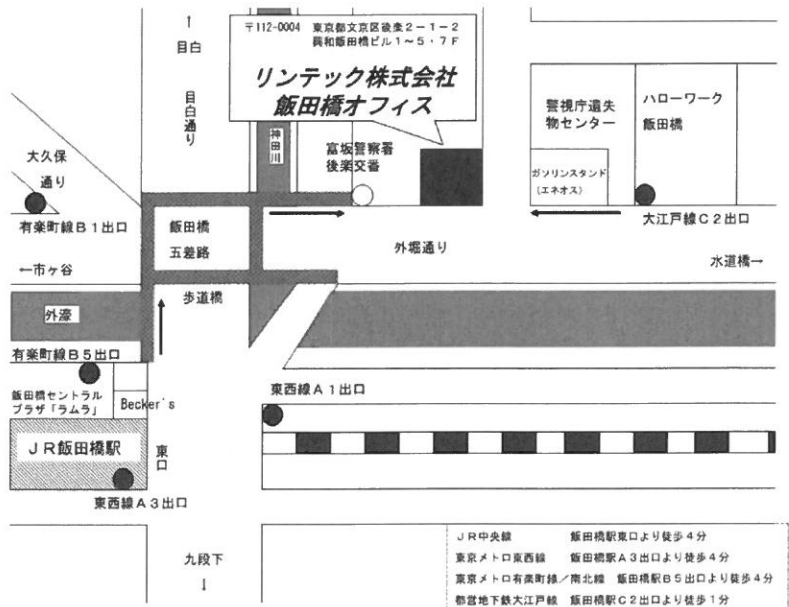 ↑
目白
目白通り
〒112-0004 東京都文京区後楽2-1-2
興和飯田橋ビル1~5・7F
リンテック株式会社
飯田橋オフィス
神田川
富坂警察署
後楽交番
警視庁遺失
物センター
ハローワーク
飯田橋
ガソリンスタンド
(エネオス)
大久保
通り
有楽町線B1出口
飯田橋
五差路
大江戸線C2出口
外堀通り
←市ヶ谷
水道橋→
歩道橋
外濠
有楽町線B5出口
飯田橋セントラル
プラザ「ラムラ」
Becker's
東西線A1出口
JR飯田橋駅
東口
東西線A3出口
九段下
↓
JR中央線 飯田橋駅東口より徒歩4分
東京メトロ東西線 飯田橋駅A3出口より徒歩4分
東京メトロ有楽町線/南北線 飯田橋駅B5出口より徒歩4分
都営地下鉄大江戸線 飯田橋駅C2出口より徒歩1分